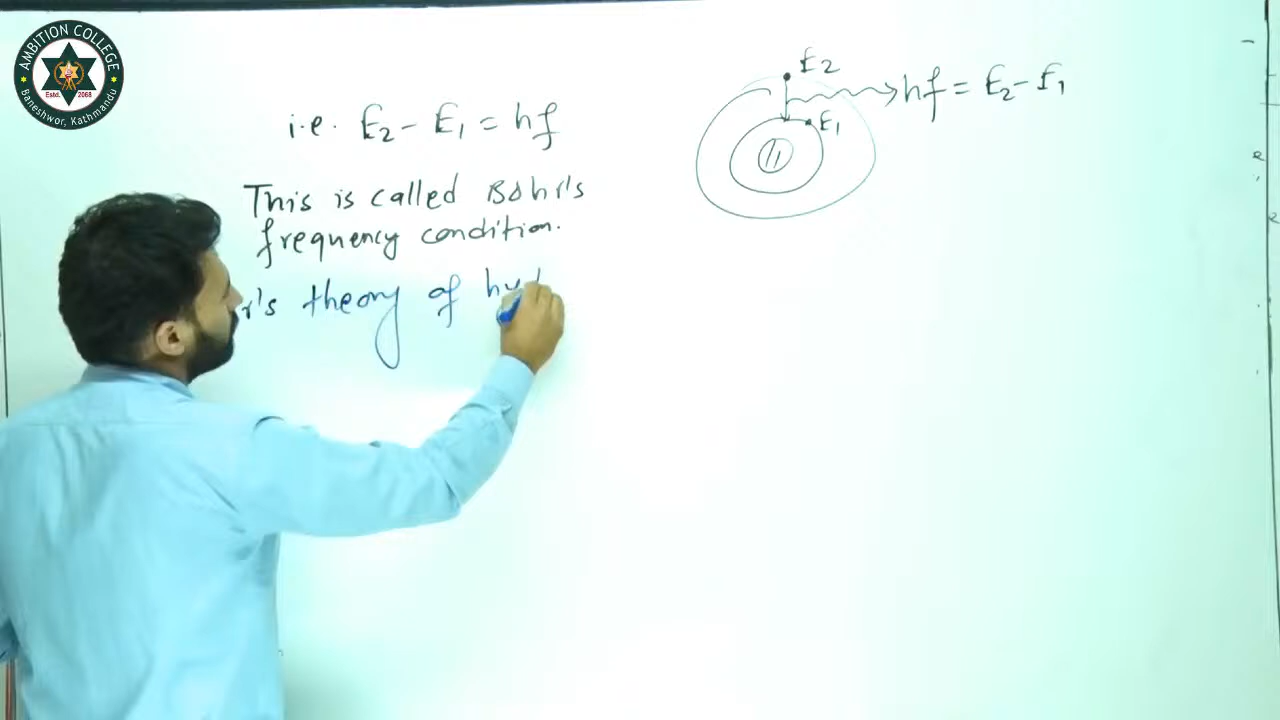 AMBITION COLLEGE
Estd. 2068
Baneshwor, Kathmandu
i.e. E₂ - E₁ = hf
This is called Bohr's
frequency condition.
r's theory of
E₂
hf = E₂ - E₁
E₁